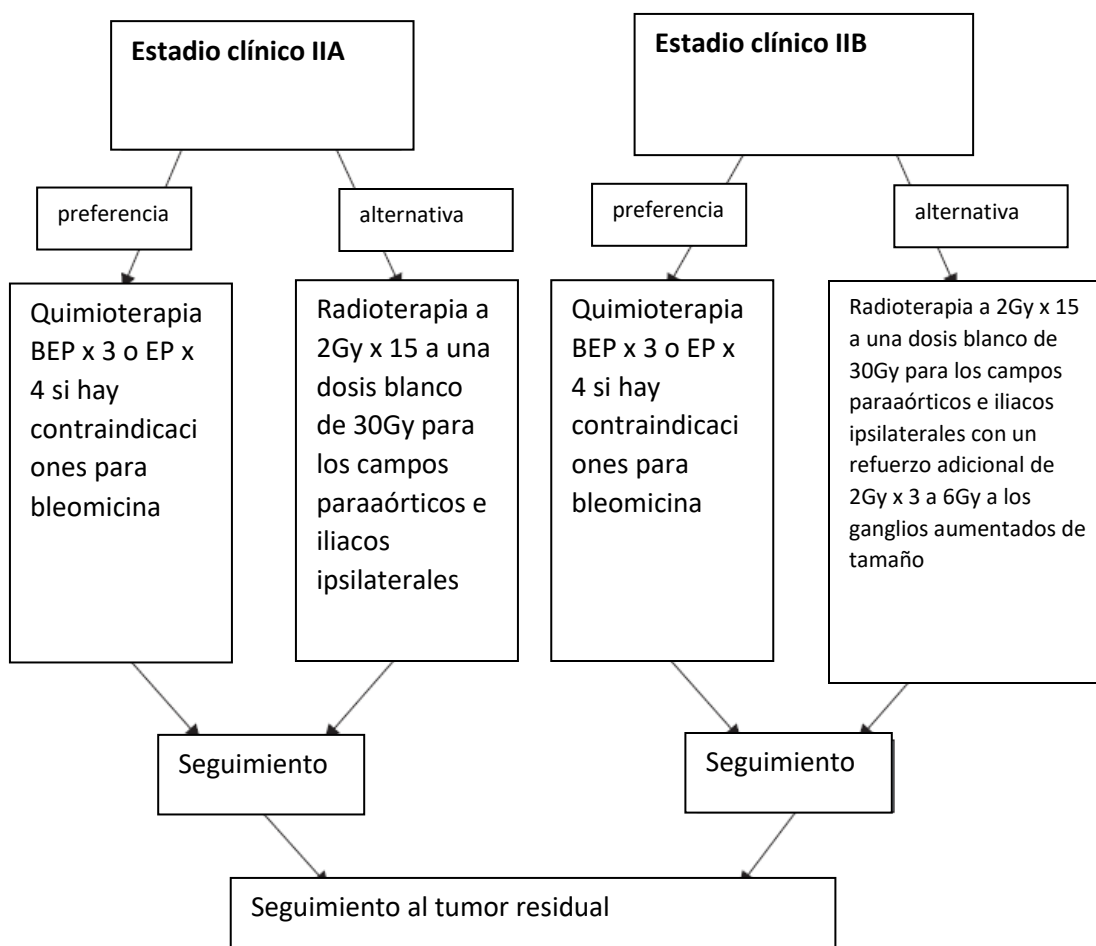 Estadio clínico IIA
Estadio clínico IIB
preferencia
alternativa
preferencia
alternativa
Quimioterapia
BEP x 3 o EP x
4 si hay
contraindicaci
ones para
bleomicina
Radioterapia a
2Gy x 15 a una
dosis blanco
de 30Gy para
los campos
paraaórticos e
iliacos
ipsilaterales
Quimioterapia
BEP x 3 o EP x
4 si hay
contraindicaci
ones para
bleomicina
Radioterapia a 2Gy x 15
a una dosis blanco de
30Gy para los campos
paraaórticos e iliacos
ipsilaterales con un
refuerzo adicional de
2Gy x 3 a 6Gy a los
ganglios aumentados de
tamaño
Seguimiento
Seguimiento
Seguimiento al tumor residual